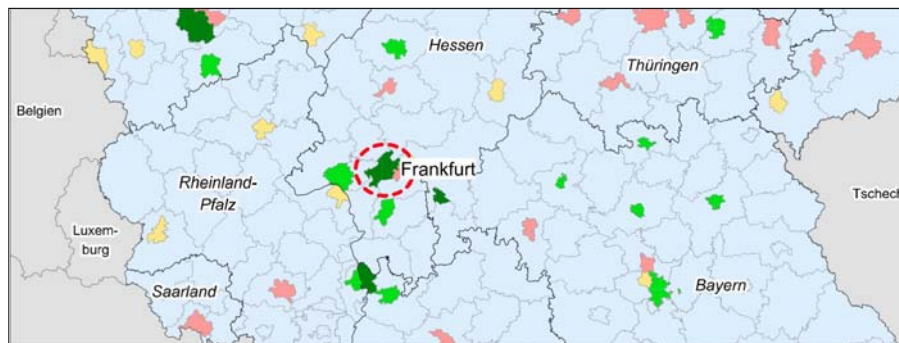 Hessen
Thüringen
Belgien
Frankfurt
Rheinland-
Pfalz
Tschech
Luxem-
burg
Saarland
Bayern